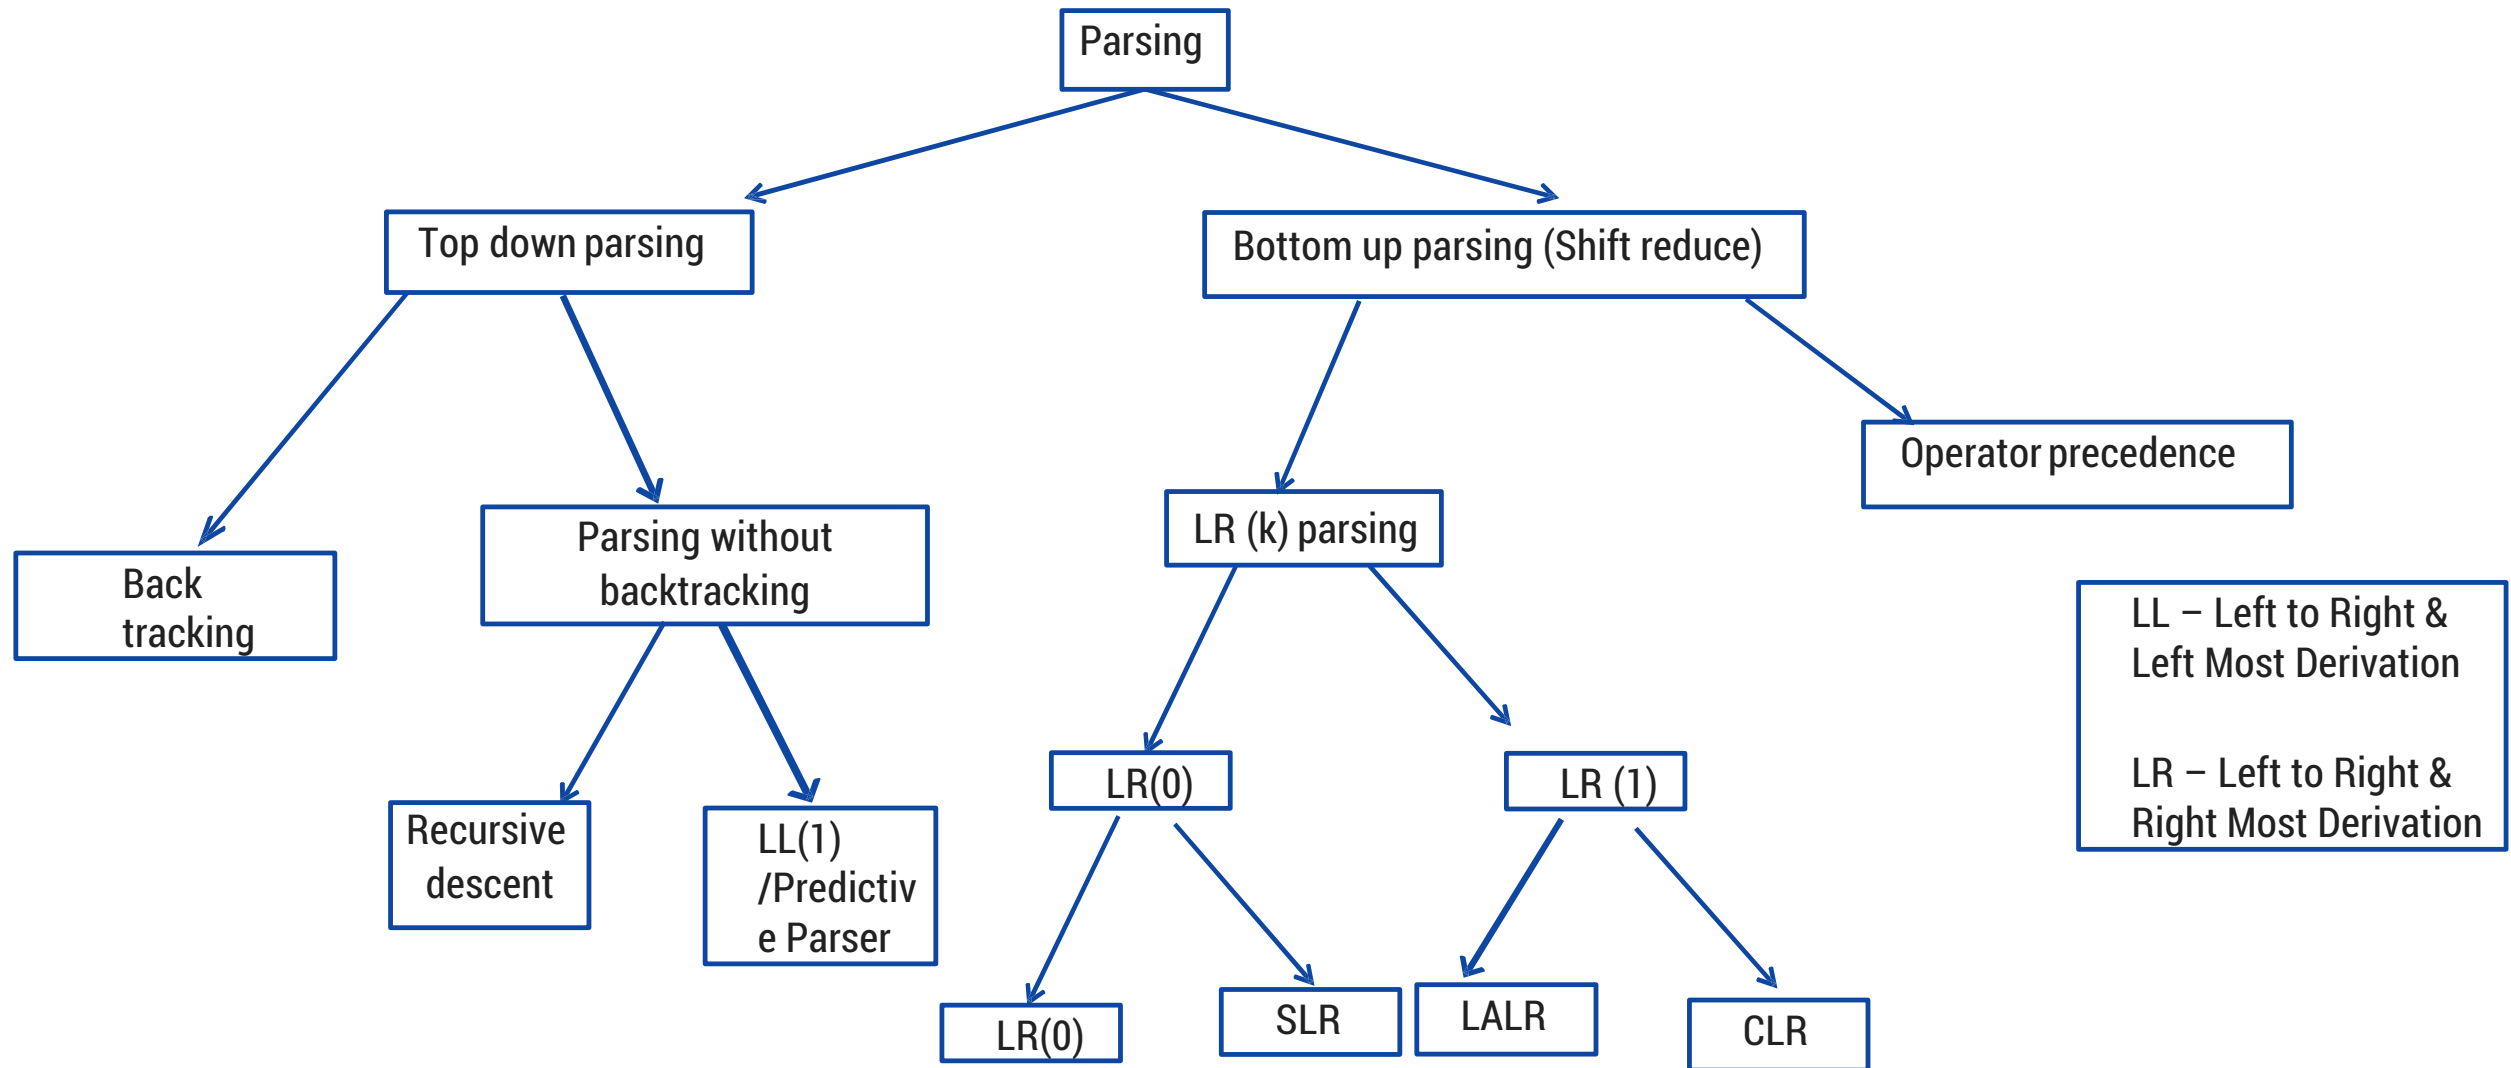 Parsing
Top down parsing
Bottom up parsing (Shift reduce)
Back
tracking
Parsing without
backtracking
LR (k) parsing
Operator precedence
LL – Left to Right &
Left Most Derivation
LR – Left to Right &
Right Most Derivation
Recursive
descent
LL(1)
/Predictiv
e Parser
LR(0)
LR (1)
LR(0)
SLR
LALR
CLR